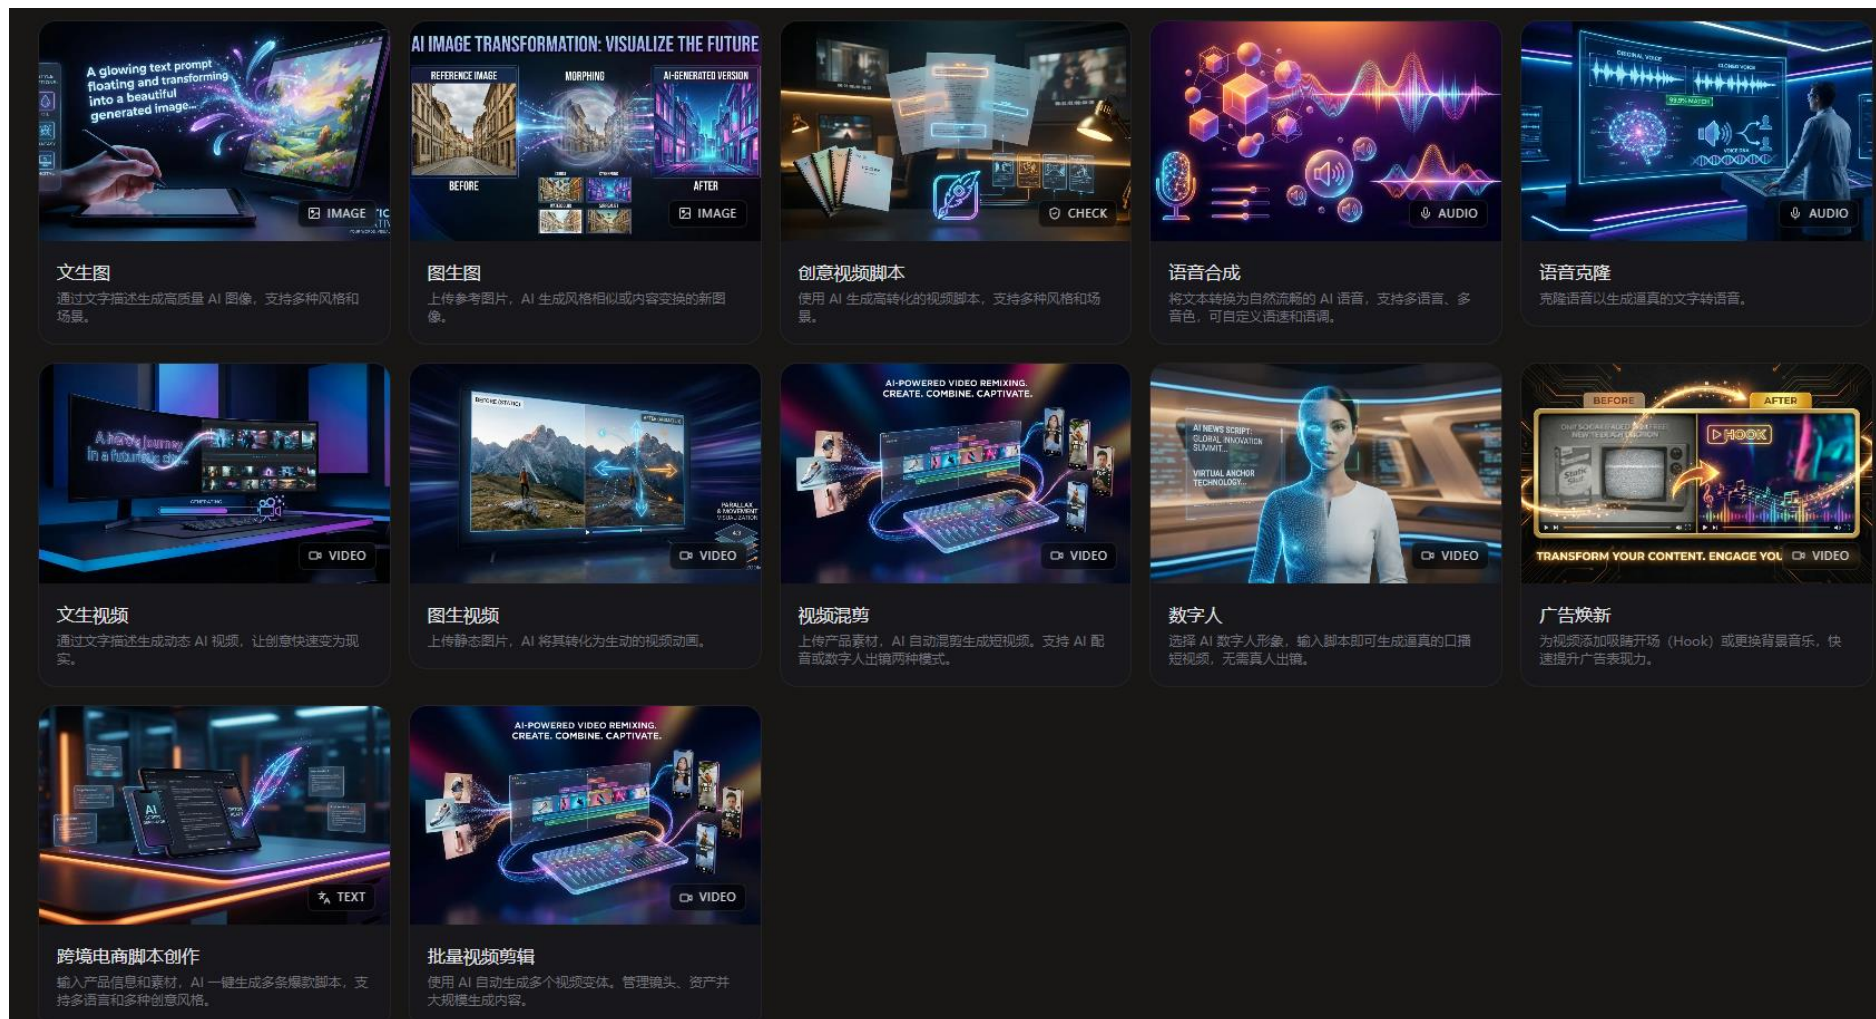 A glowing text prompt
floating and transforming
into a beautiful
generated image...
IMAGE
文生图
通过文字描述生成高质量 AI 图像，支持多种风格和
场景。
AI IMAGE TRANSFORMATION: VISUALIZE THE FUTURE
REFERENCE IMAGE
MORPHING
AI-GENERATED VERSION
BEFORE
AFTER
IMAGE
图生图
上传参考图片，AI 生成风格相似或内容变换的新图
像。
CHECK
创意视频脚本
使用 AI 生成高转化的视频脚本，支持多种风格和场
景。
AUDIO
语音合成
将文本转换为自然流畅的 AI 语音，支持多语言、多
音色，可自定义语速和语调。
ORIGINAL VOICE
CLONED VOICE
99.9% MATCH
VOICE DNA
AUDIO
语音克隆
克隆语音以生成逼真的文字转语音。
A hero's journey
in a futuristic city...
GENERATING
VIDEO
文生视频
通过文字描述生成动态 AI 视频，让创意快速变为现
实。
BEFORE (STATIC)
PARALLAX
& MOVEMENT
VISUALIZATION
VIDEO
图生视频
上传静态图片，AI 将其转化为生动的视频动画。
AI-POWERED VIDEO REMIXING.
CREATE. COMBINE. CAPTIVATE.
VIDEO
视频混剪
上传产品素材，AI 自动混剪生成短视频。支持 AI 配
音或数字人出镜两种模式。
AI NEWS SCRIPT:
GLOBAL INNOVATION
SUMMIT...
VIRTUAL ANCHOR
TECHNOLOGY...
VIDEO
数字人
选择 AI 数字人形象，输入脚本即可生成逼真的口播
短视频，无需真人出镜。
BEFORE
AFTER
HOOK
Static
TRANSFORM YOUR CONTENT. ENGAGE YOU
VIDEO
广告焕新
为视频添加吸睛开场（Hook）或更换背景音乐，快
速提升广告表现力。
AI
TEXT
跨境电商脚本创作
输入产品信息和素材，AI 一键生成多条爆款脚本，支
持多语言和多种创意风格。
AI-POWERED VIDEO REMIXING.
CREATE. COMBINE. CAPTIVATE.
VIDEO
批量视频剪辑
使用 AI 自动生成多个视频变体。管理镜头、资产并
大规模生成内容。